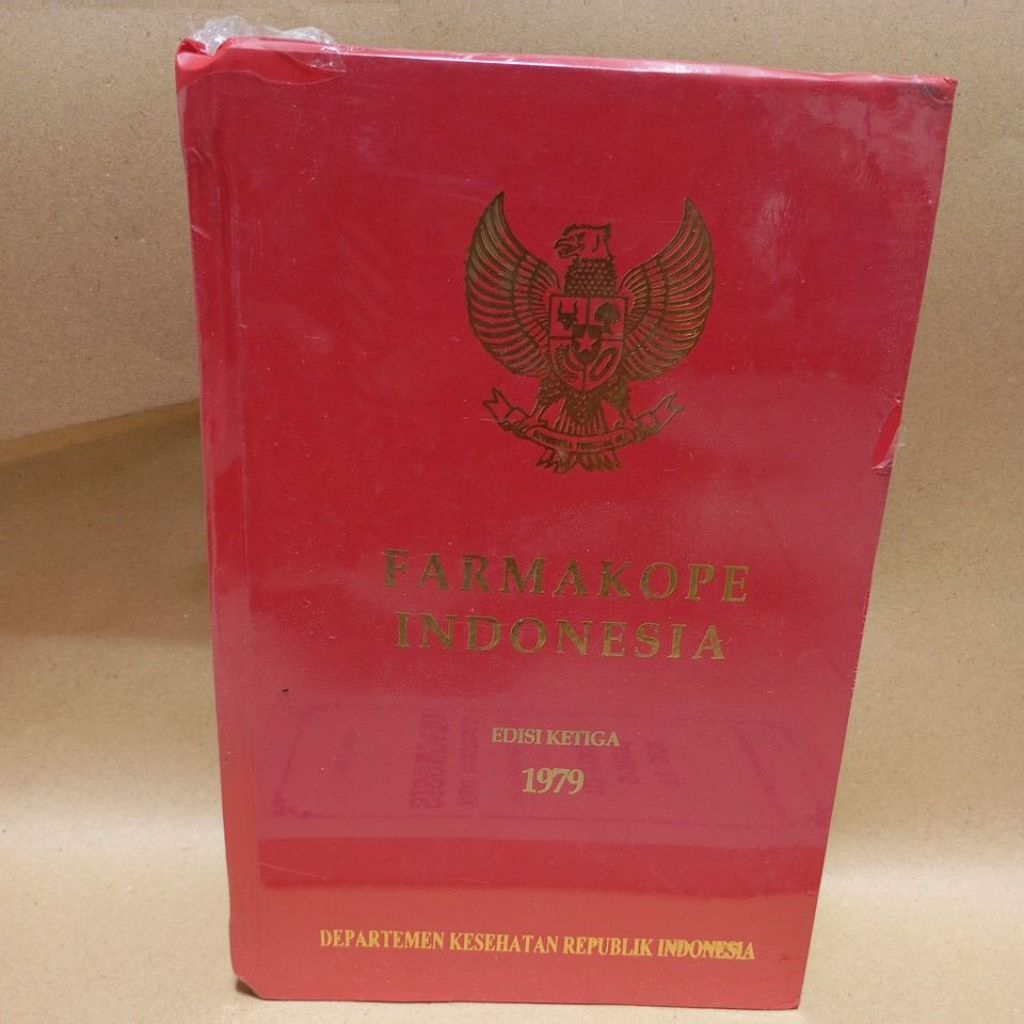 FARMAKOPE
INDONESIA
EDISI KETIGA
1979
DEPARTEMEN KESEHATAN REPUBLIK INDONESIA